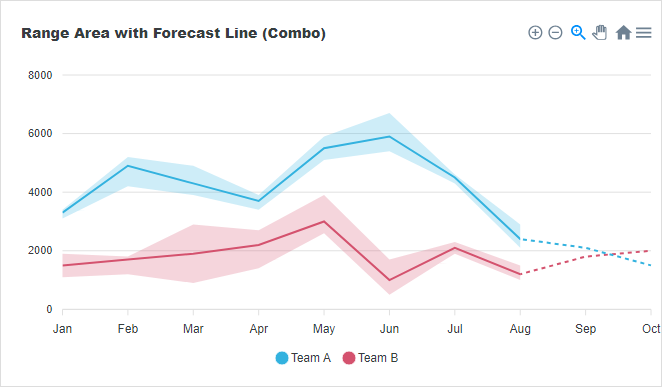 Range Area with Forecast Line (Combo)
8000
6000
4000
2000
0
Jan Feb Mar Apr May Jun Jul Aug Sep Oct
Team A Team B